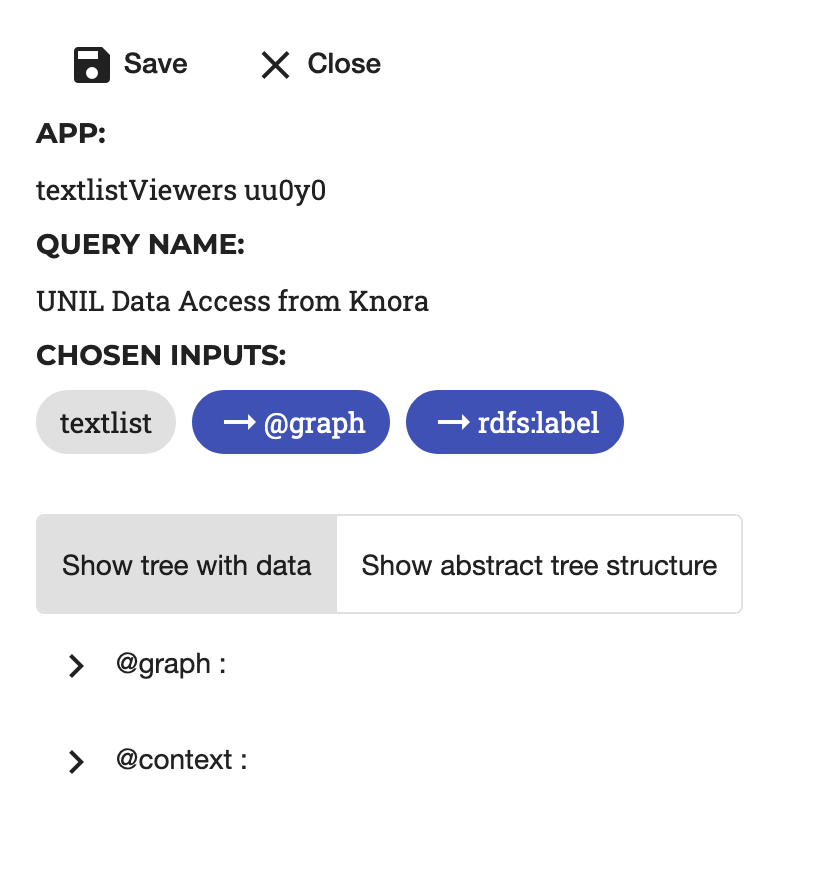 Save Close
APP:
textlistViewers uu0y0
QUERY NAME:
UNIL Data Access from Knora
CHOSEN INPUTS:
textlist → @graph → rdfs:label
Show tree with data Show abstract tree structure
@graph :
@context :